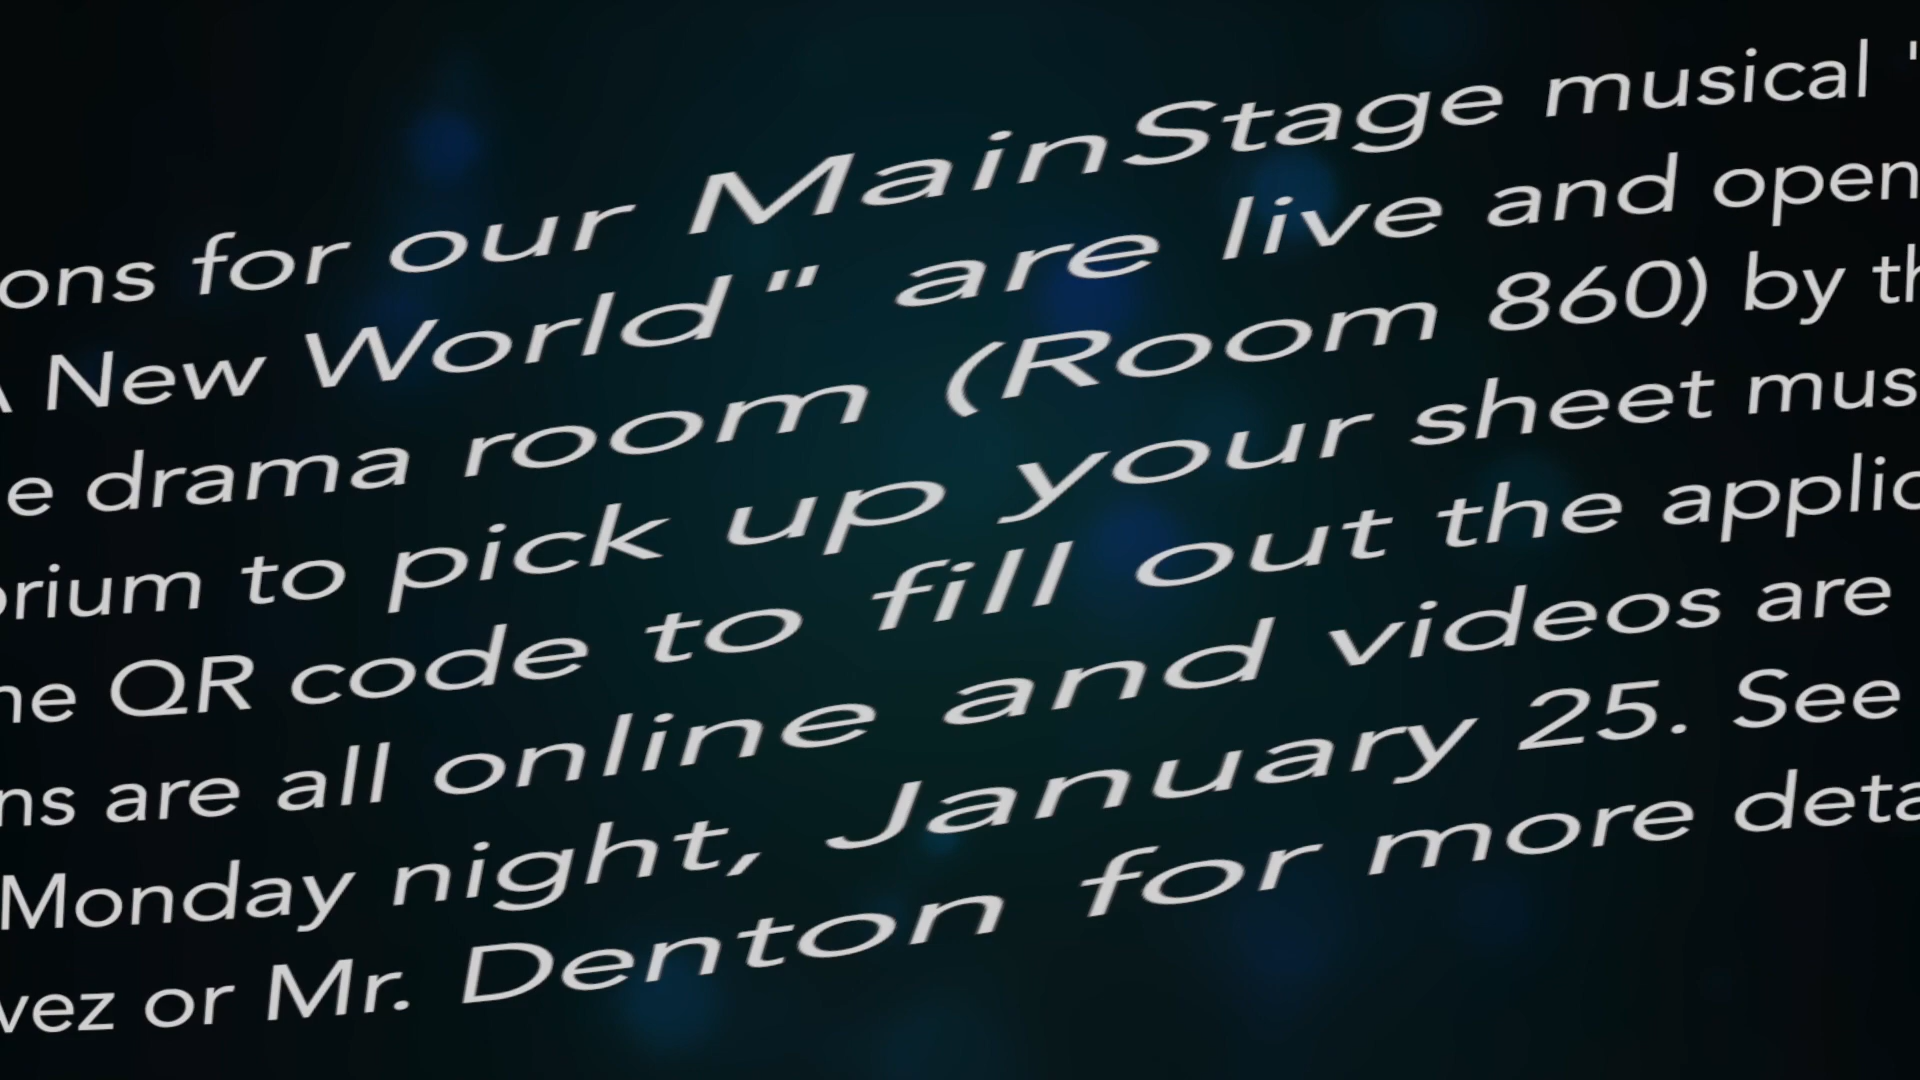 ons for our MainStage musical "
A New World" are live and open
e drama room (Room 860) by th
orium to pick up your sheet mus
he QR code to fill out the applic
ns are all online and videos are
Monday night, January 25. See
vez or Mr. Denton for more deta